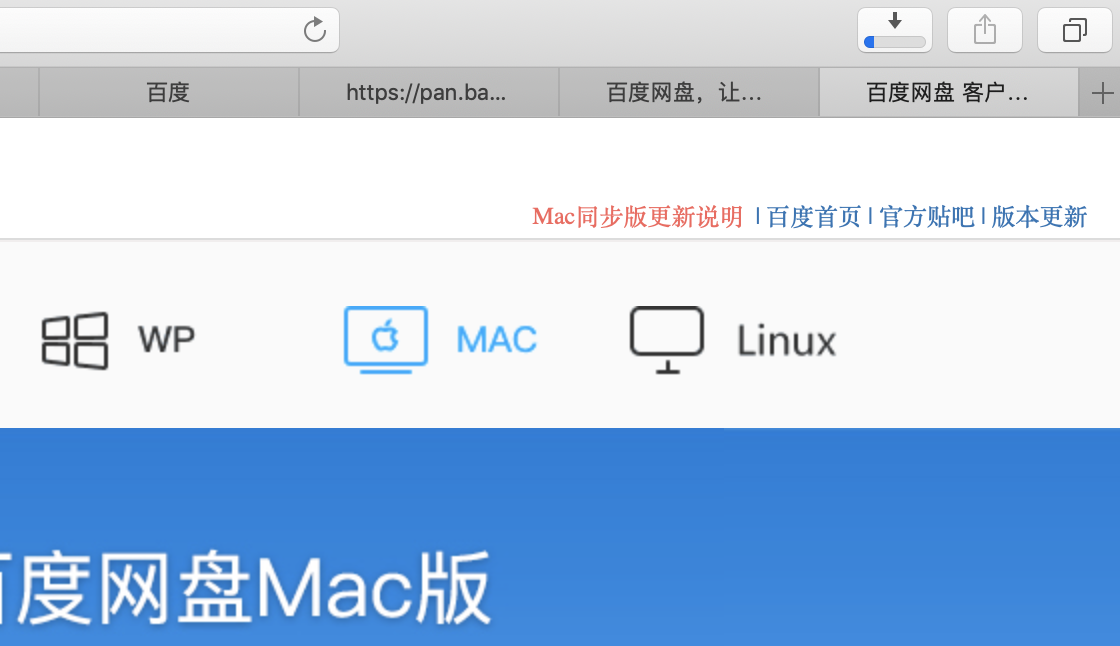 百度
https://pan.ba...
百度网盘，让...
百度网盘 客户...
Mac同步版更新说明 | 百度首页 | 官方贴吧 | 版本更新
WP
MAC
Linux
百度网盘Mac版